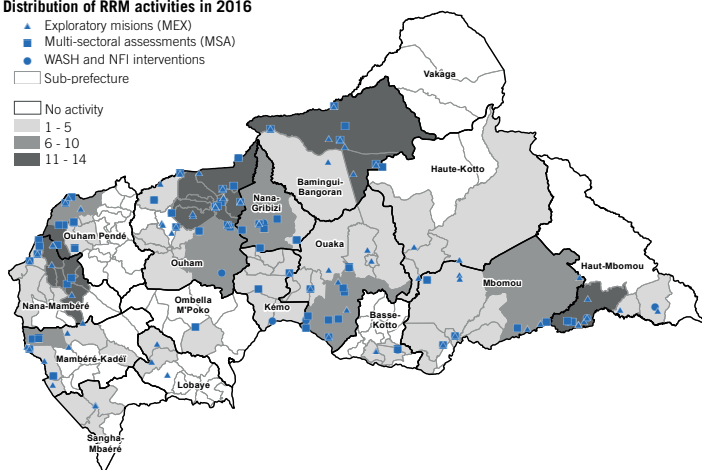 Distribution of RRM activities in 2016
Exploratory misions (MEX)
Multi-sectoral assessments (MSA)
WASH and NFI interventions
Sub-prefecture
No activity
1 - 5
6 - 10
11 - 14
Vakaga
Haute-Kotto
Bamingui-
Bangoran
Nana-
Gribizi
Ouham Pendé
Ouaka
Ouham
Haut-Mbomou
Mbomou
Nana-Mambéré
Ombella
M'Poko
Kémo
Basse-
Kotto
Mambéré-Kadéï
Lobaye
Sangha-
Mbaéré